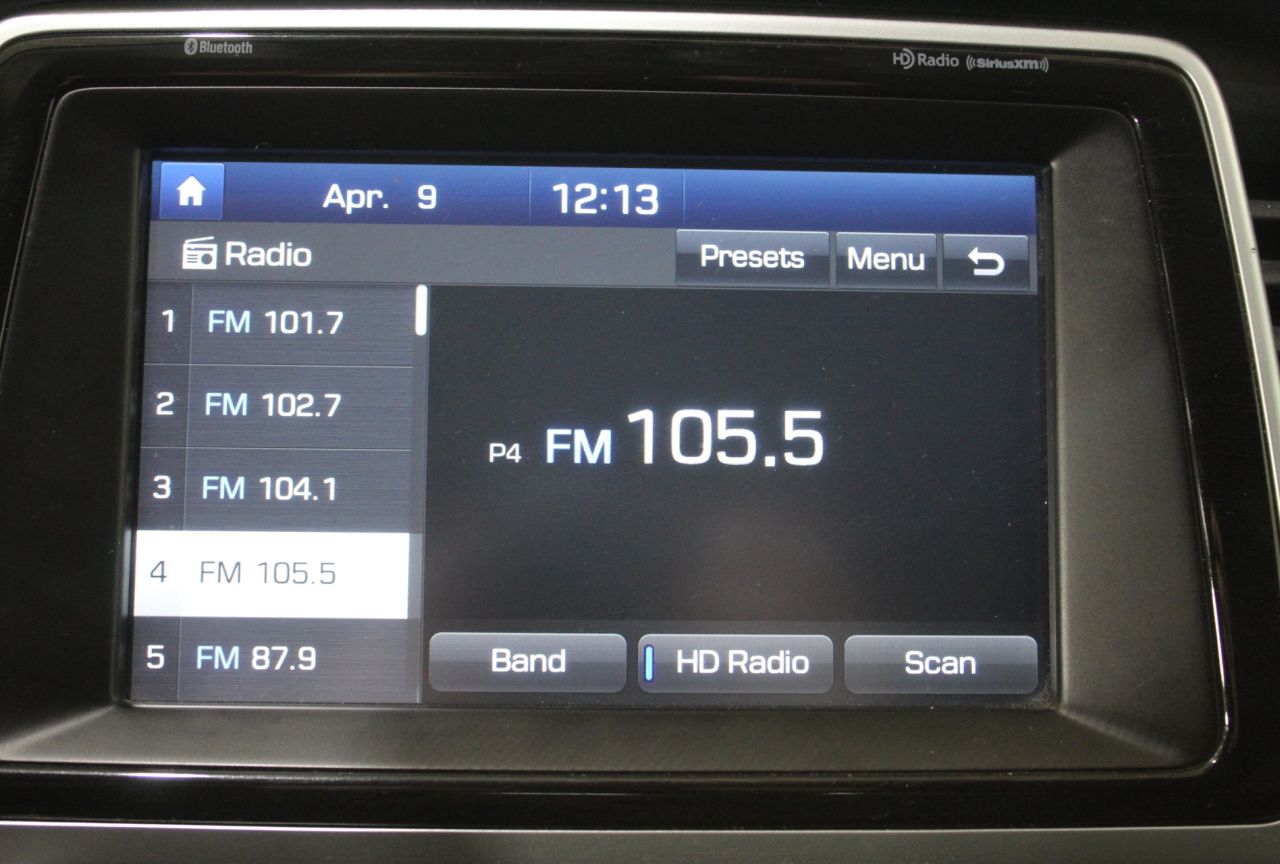 Bluetooth
HD Radio SiriusXM
Apr. 9 12:13
Radio
Presets Menu
1 FM 101.7
2 FM 102.7
3 FM 104.1
4 FM 105.5
5 FM 87.9
P4 FM 105.5
Band HD Radio Scan